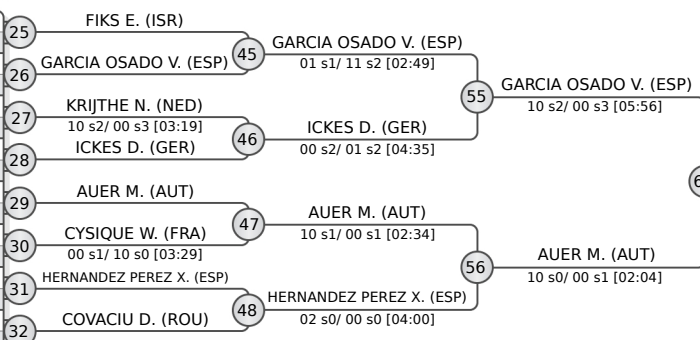 FIKS E. (ISR)
25
GARCIA OSADO V. (ESP)
26
45
GARCIA OSADO V. (ESP)
01 s1/ 11 s2 [02:49]
KRIJTHE N. (NED)
27
10 s2/ 00 s3 [03:19]
ICKES D. (GER)
28
46
ICKES D. (GER)
00 s2/ 01 s2 [04:35]
55
GARCIA OSADO V. (ESP)
10 s2/ 00 s3 [05:56]
AUER M. (AUT)
29
CYSIQUE W. (FRA)
30
00 s1/ 10 s0 [03:29]
47
AUER M. (AUT)
10 s1/ 00 s1 [02:34]
HERNANDEZ PEREZ X. (ESP)
31
COVACIU D. (ROU)
32
48
HERNANDEZ PEREZ X. (ESP)
02 s0/ 00 s0 [04:00]
56
AUER M. (AUT)
10 s0/ 00 s1 [02:04]